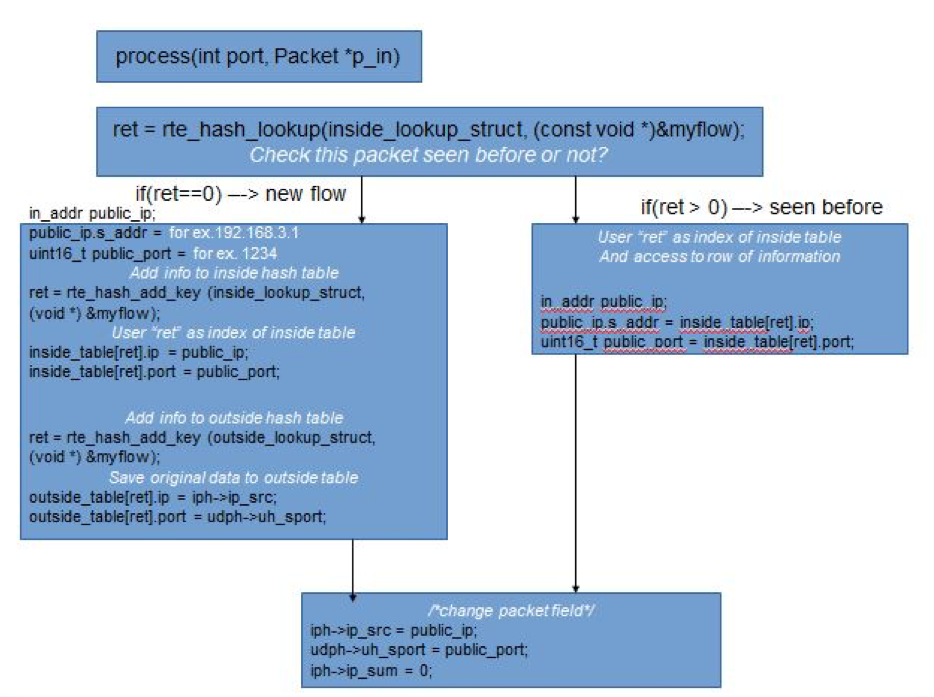 process(int port, Packet *p_in)
ret = rte_hash_lookup(inside_lookup_struct, (const void *)&myflow);
Check this packet seen before or not?
if(ret==0) —-> new flow
in_addr public_ip;
public_ip.s_addr = for ex.192.168.3.1
uint16_t public_port = for ex. 1234
Add info to inside hash table
ret = rte_hash_add_key (inside_lookup_struct,
(void *) &myflow);
User “ret” as index of inside table
inside_table[ret].ip = public_ip;
inside_table[ret].port = public_port;
Add info to outside hash table
ret = rte_hash_add_key (outside_lookup_struct,
(void *) &myflow);
Save original data to outside table
outside_table[ret].ip = iph->ip_src;
outside_table[ret].port = udph->uh_sport;
if(ret > 0) —-> seen before
User “ret” as index of inside table
And access to row of information
in_addr public_ip;
public_ip.s_addr = inside_table[ret].ip;
uint16_t public_port = inside_table[ret].port;
/*change packet field*/
iph->ip_src = public_ip;
udph->uh_sport = public_port;
iph->ip_sum = 0;